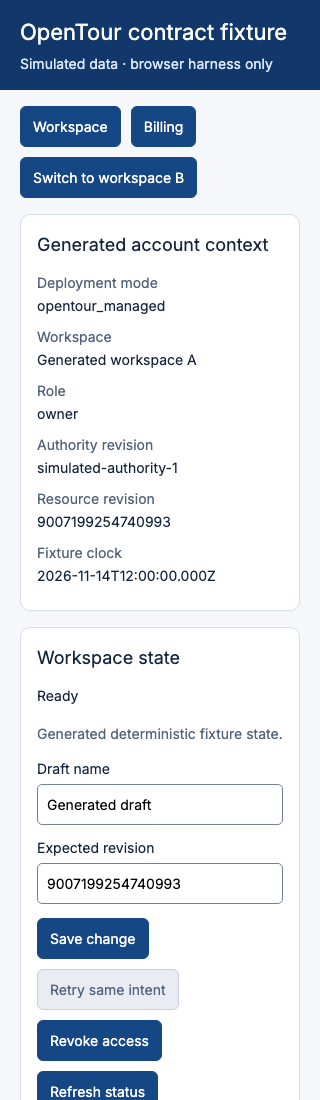 OpenTour contract fixture
Simulated data · browser harness only
Workspace
Billing
Switch to workspace B
Generated account context
Deployment mode
opentour_managed
Workspace
Generated workspace A
Role
owner
Authority revision
simulated-authority-1
Resource revision
9007199254740993
Fixture clock
2026-11-14T12:00:00.000Z
Workspace state
Ready
Generated deterministic fixture state.
Draft name
Generated draft
Expected revision
9007199254740993
Save change
Retry same intent
Revoke access
Refresh status